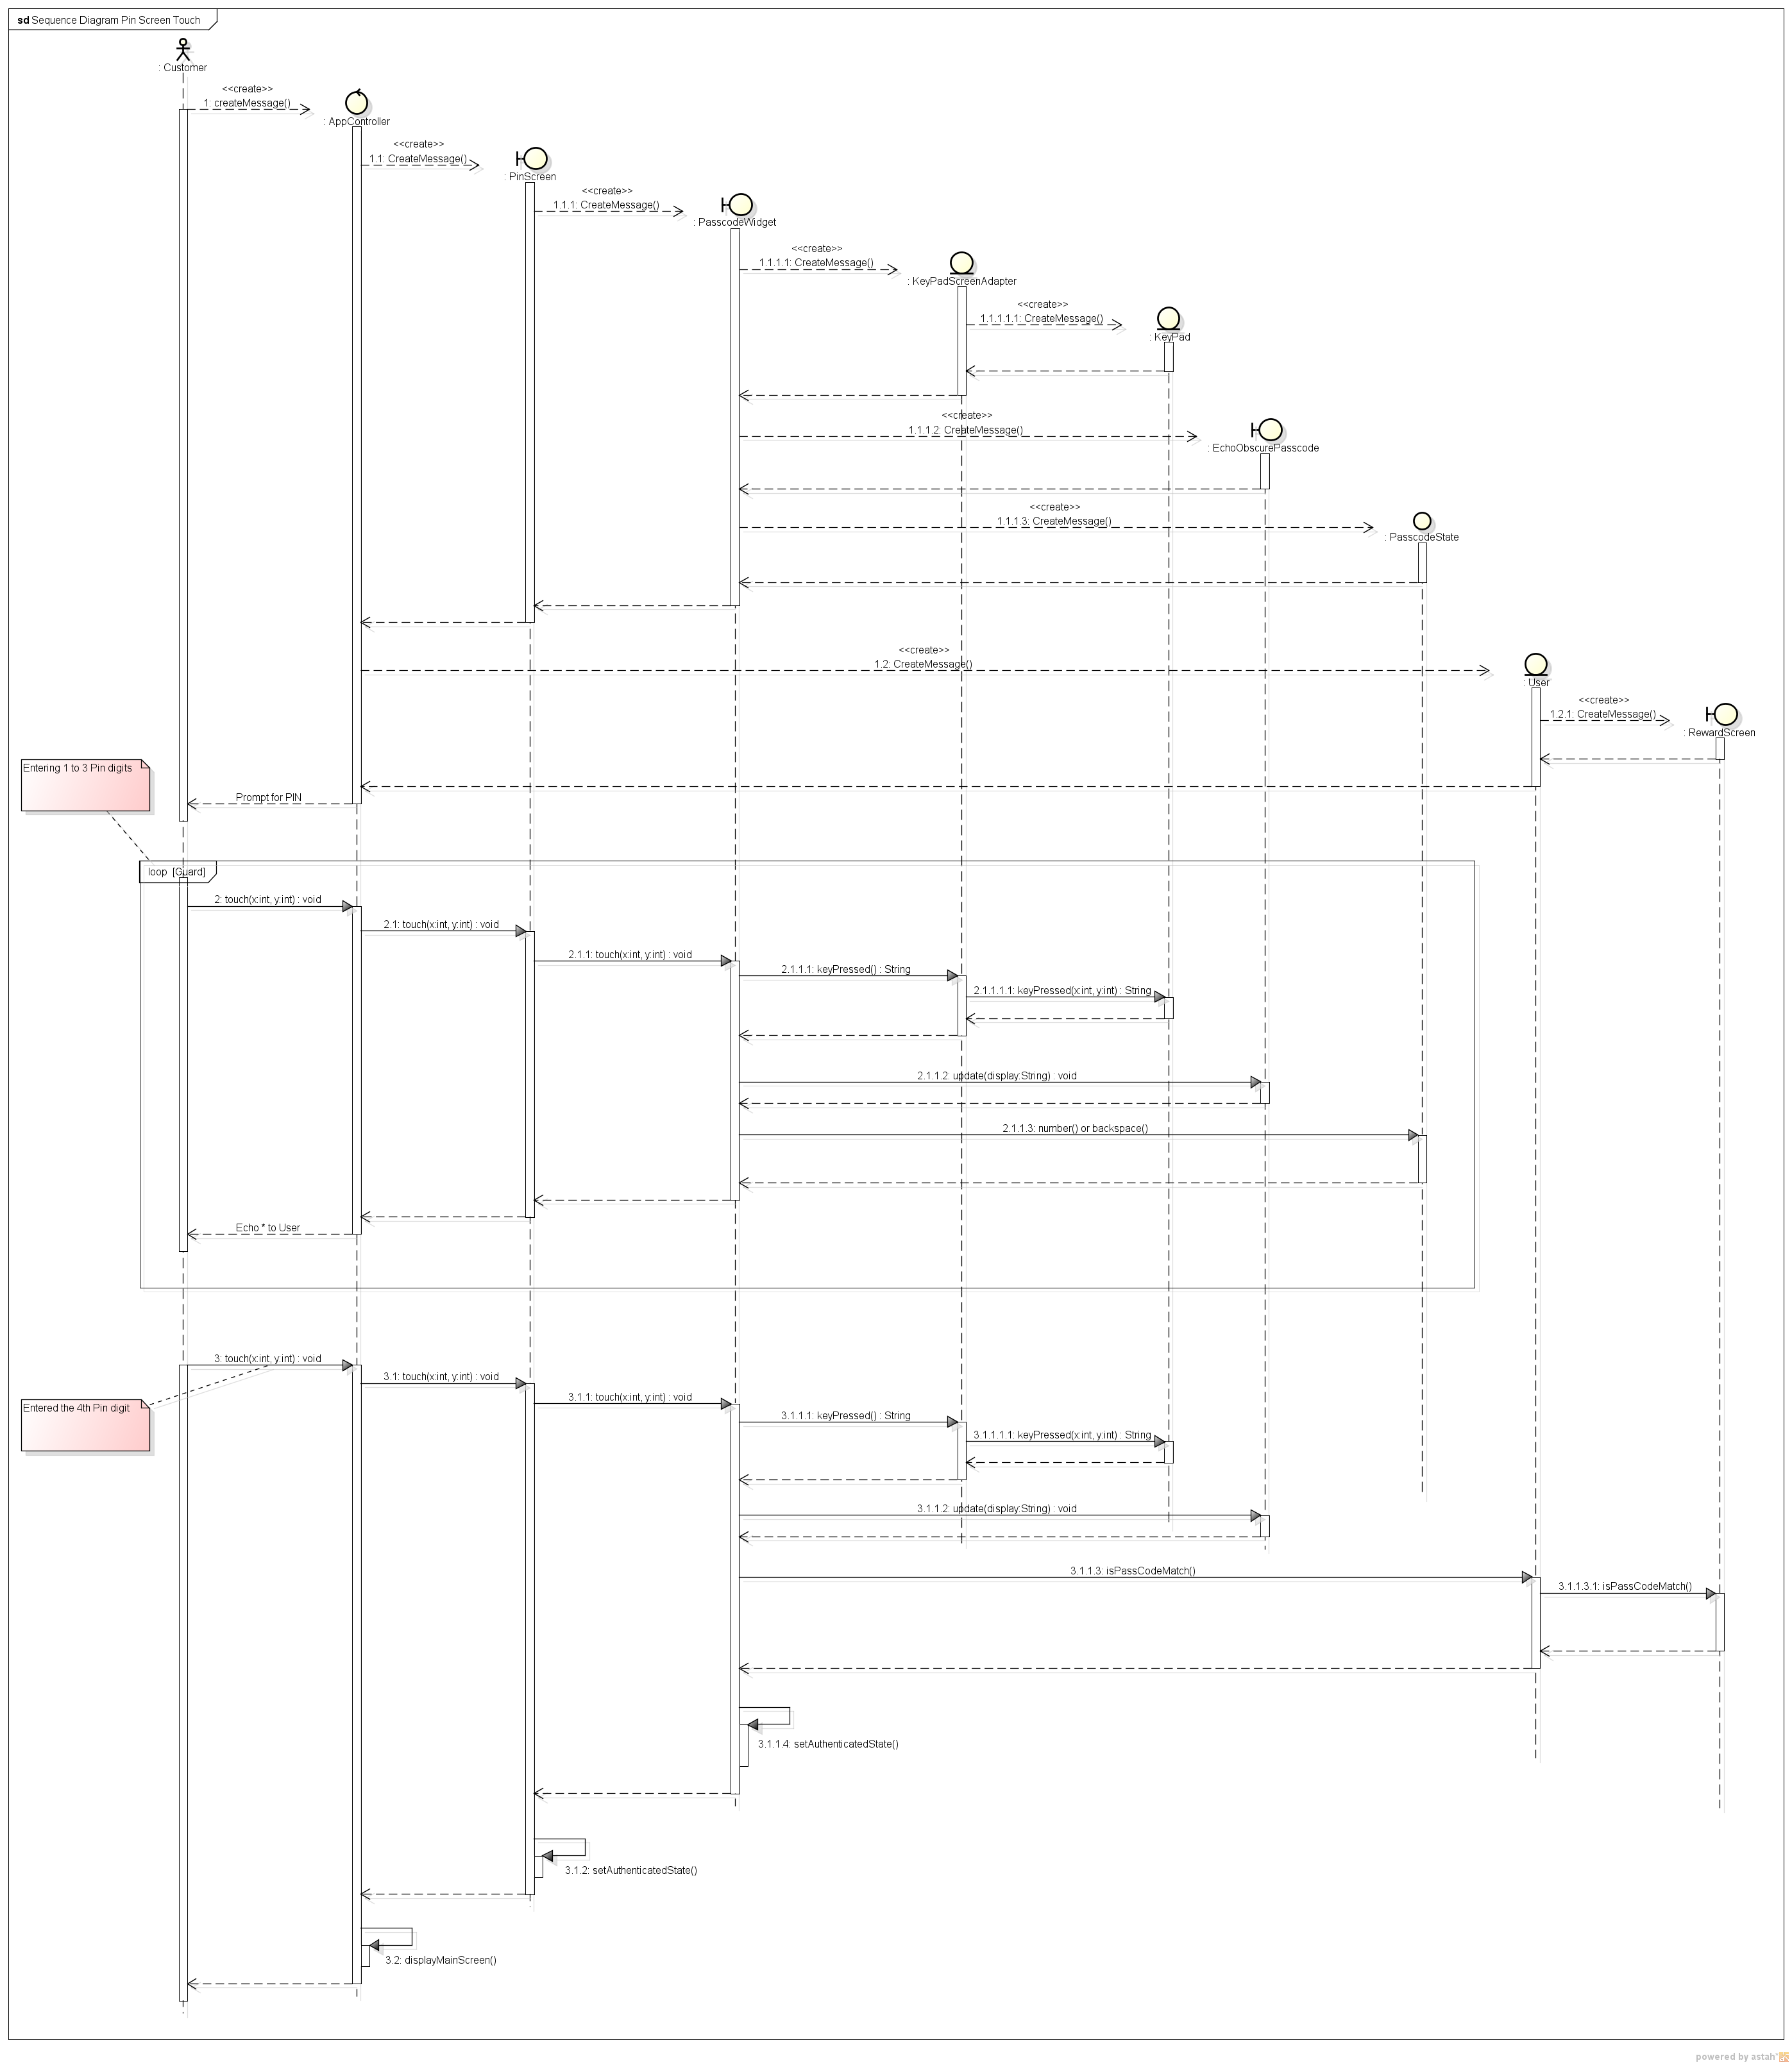 sd Sequence Diagram Pin Screen Touch
: Customer
<<create>>
1: createMessage()
: AppController
<<create>>
1.1: CreateMessage()
: PinScreen
<<create>>
1.1.1: CreateMessage()
: PasscodeWidget
<<create>>
1.1.1.1: CreateMessage()
: KeyPadScreenAdapter
<<create>>
1.1.1.1.1: CreateMessage()
: KeyPad
<<create>>
1.1.1.2: CreateMessage()
: EchoObscurePasscode
<<create>>
1.1.1.3: CreateMessage()
: PasscodeState
<<create>>
1.2: CreateMessage()
: User
<<create>>
1.2.1: CreateMessage()
: RewardScreen
Entering 1 to 3 Pin digits
Prompt for PIN
loop [Guard]
2: touch(x:int, y:int) : void
2.1: touch(x:int, y:int) : void
2.1.1: touch(x:int, y:int) : void
2.1.1.1: keyPressed() : String
2.1.1.1.1: keyPressed(x:int, y:int) : String
2.1.1.2: update(display:String) : void
2.1.1.3: number() or backspace()
Echo * to User
3: touch(x:int, y:int) : void
3.1: touch(x:int, y:int) : void
3.1.1: touch(x:int, y:int) : void
Entered the 4th Pin digit
3.1.1.1: keyPressed() : String
3.1.1.1.1: keyPressed(x:int, y:int) : String
3.1.1.2: update(display:String) : void
3.1.1.3: isPassCodeMatch()
3.1.1.3.1: isPassCodeMatch()
3.1.1.4: setAuthenticatedState()
3.1.2: setAuthenticatedState()
3.2: displayMainScreen()
powered by astah*